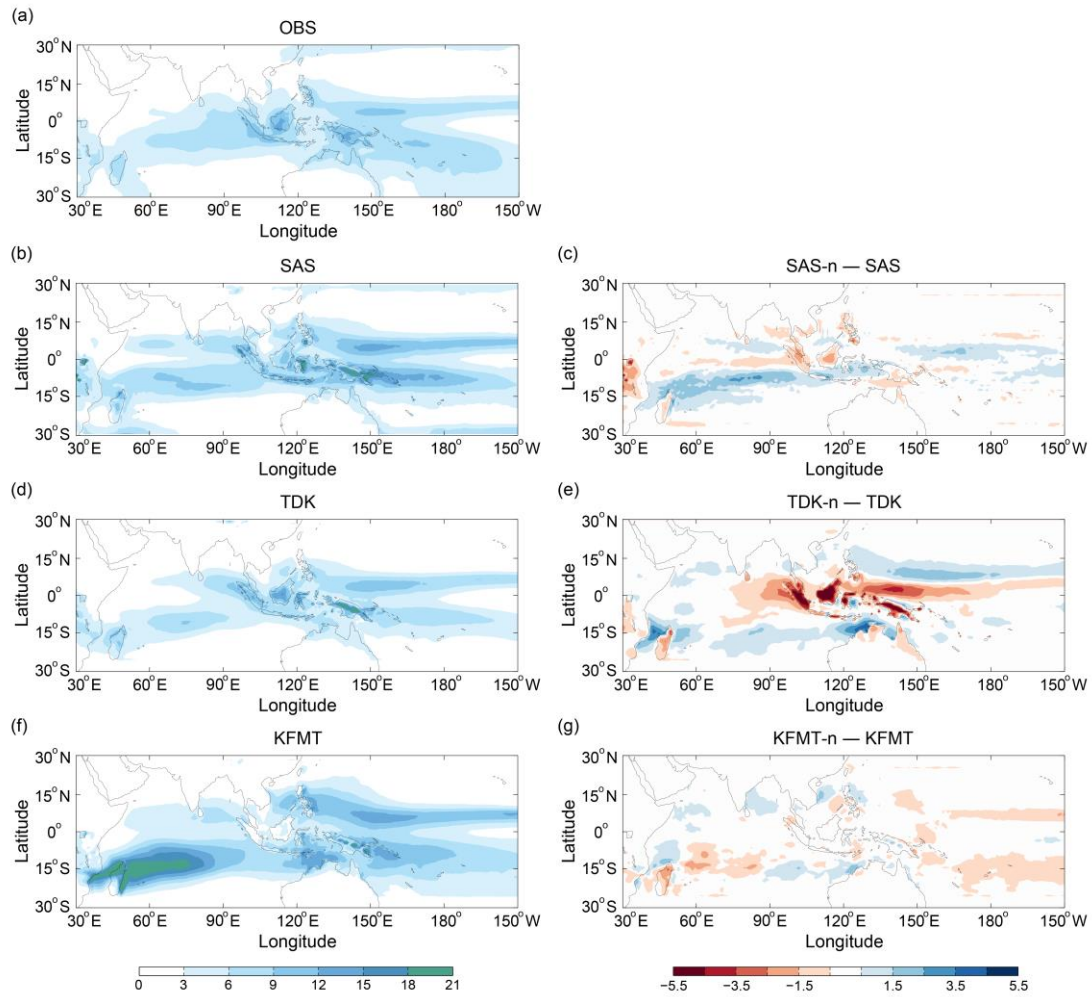 (a)
OBS
30°N
15°N
0°
15°S
30°S
Latitude
30°E 60°E 90°E 120°E 150°E 180° 150°W
Longitude
(b)
SAS
30°N
15°N
0°
15°S
30°S
Latitude
30°E 60°E 90°E 120°E 150°E 180° 150°W
Longitude
(c)
SAS-n — SAS
30°N
15°N
0°
15°S
30°S
Latitude
30°E 60°E 90°E 120°E 150°E 180° 150°W
Longitude
(d)
TDK
30°N
15°N
0°
15°S
30°S
Latitude
30°E 60°E 90°E 120°E 150°E 180° 150°W
Longitude
(e)
TDK-n — TDK
30°N
15°N
0°
15°S
30°S
Latitude
30°E 60°E 90°E 120°E 150°E 180° 150°W
Longitude
(f)
KFMT
30°N
15°N
0°
15°S
30°S
Latitude
30°E 60°E 90°E 120°E 150°E 180° 150°W
Longitude
(g)
KFMT-n — KFMT
30°N
15°N
0°
15°S
30°S
Latitude
30°E 60°E 90°E 120°E 150°E 180° 150°W
Longitude
0 3 6 9 12 15 18 21
−5.5 −3.5 −1.5 1.5 3.5 5.5